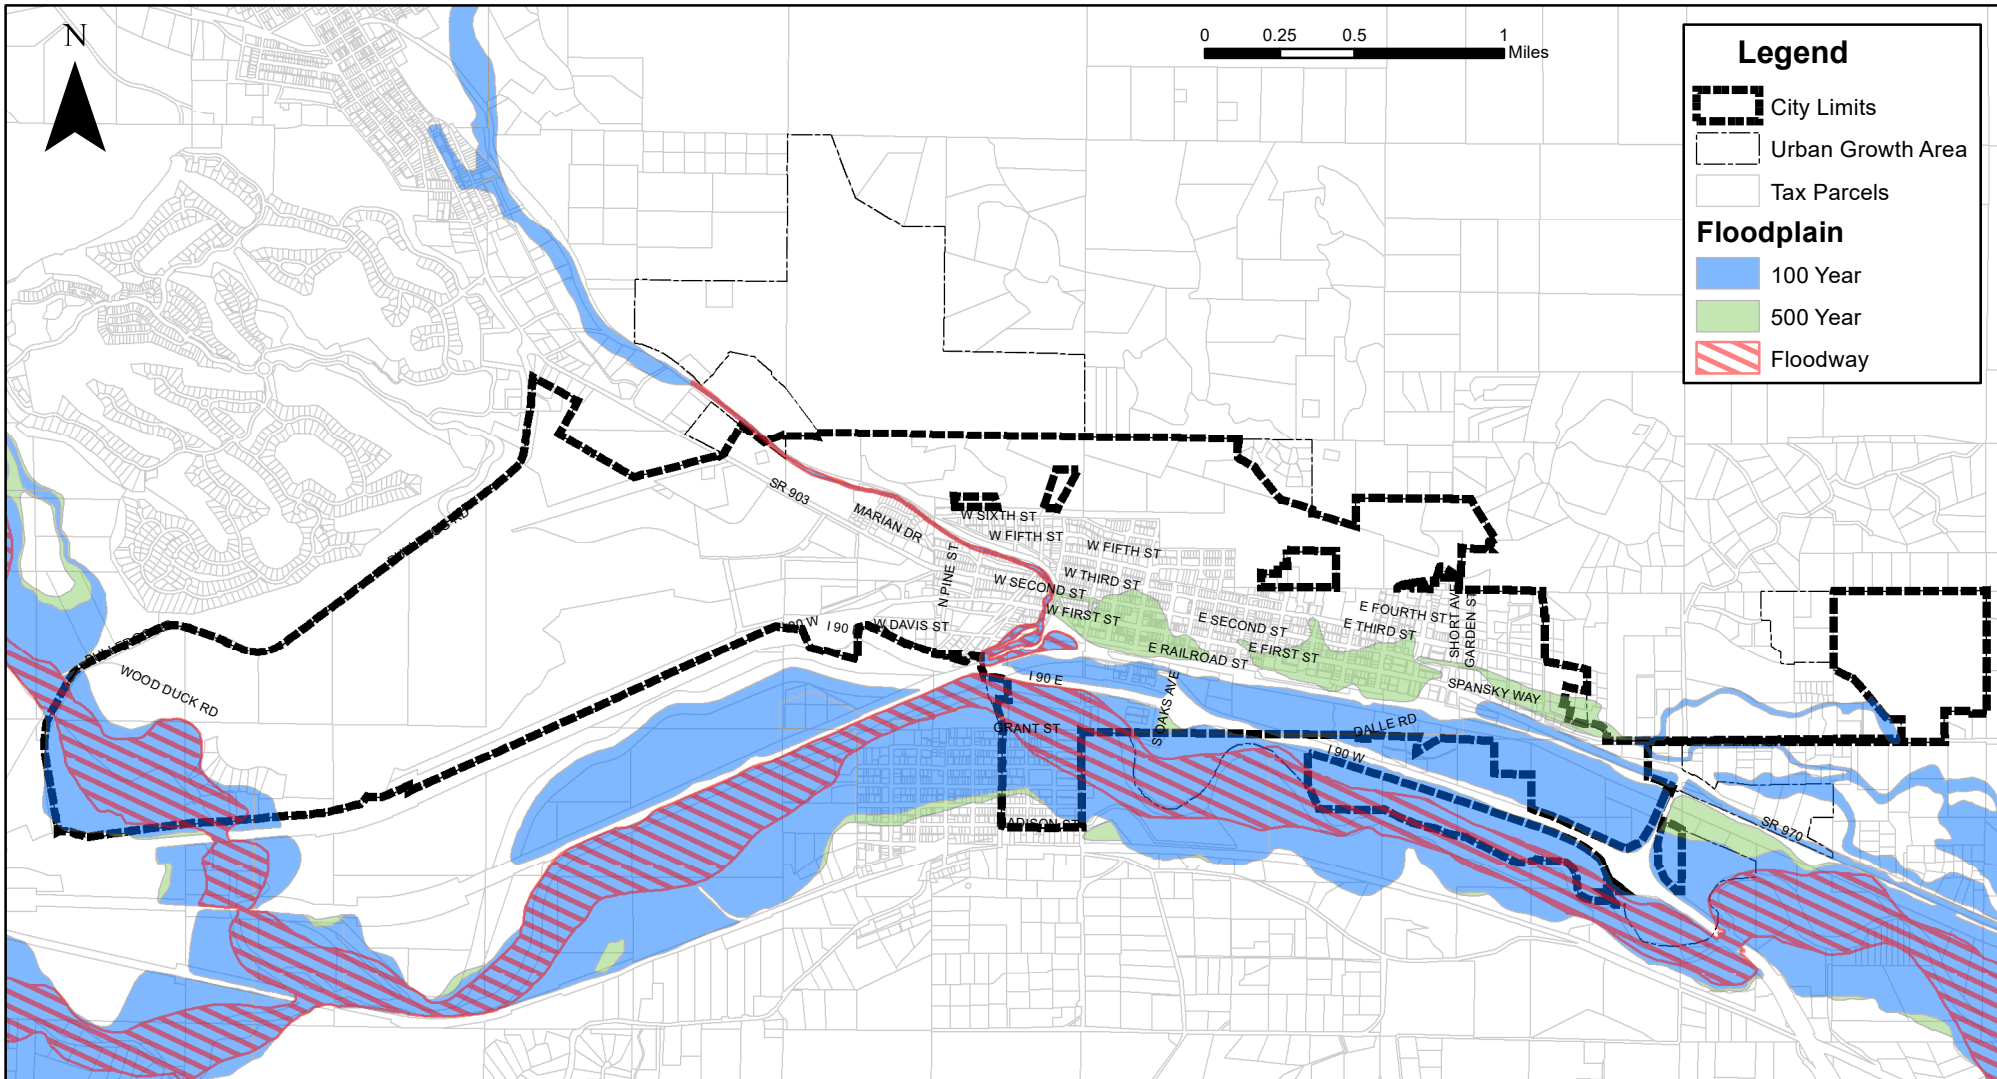 N
0 0.25 0.5 1
Miles
Legend
City Limits
Urban Growth Area
Tax Parcels
Floodplain
100 Year
500 Year
Floodway
SR 903
MARIAN DR
W SIXTH ST
W FIFTH ST
W FIFTH ST
N PINE ST
W THIRD ST
W SECOND ST
W FIRST ST
E SECOND ST
E FOURTH ST
E THIRD ST
SHORT AVE
GARDEN ST
W DAVIS ST
I 90
E RAILROAD ST
E FIRST ST
WOOD DUCK RD
I 90 E
SPANSKY WAY
S OAKS AVE
GRANT ST
DALLE RD
I 90 W
SR 970